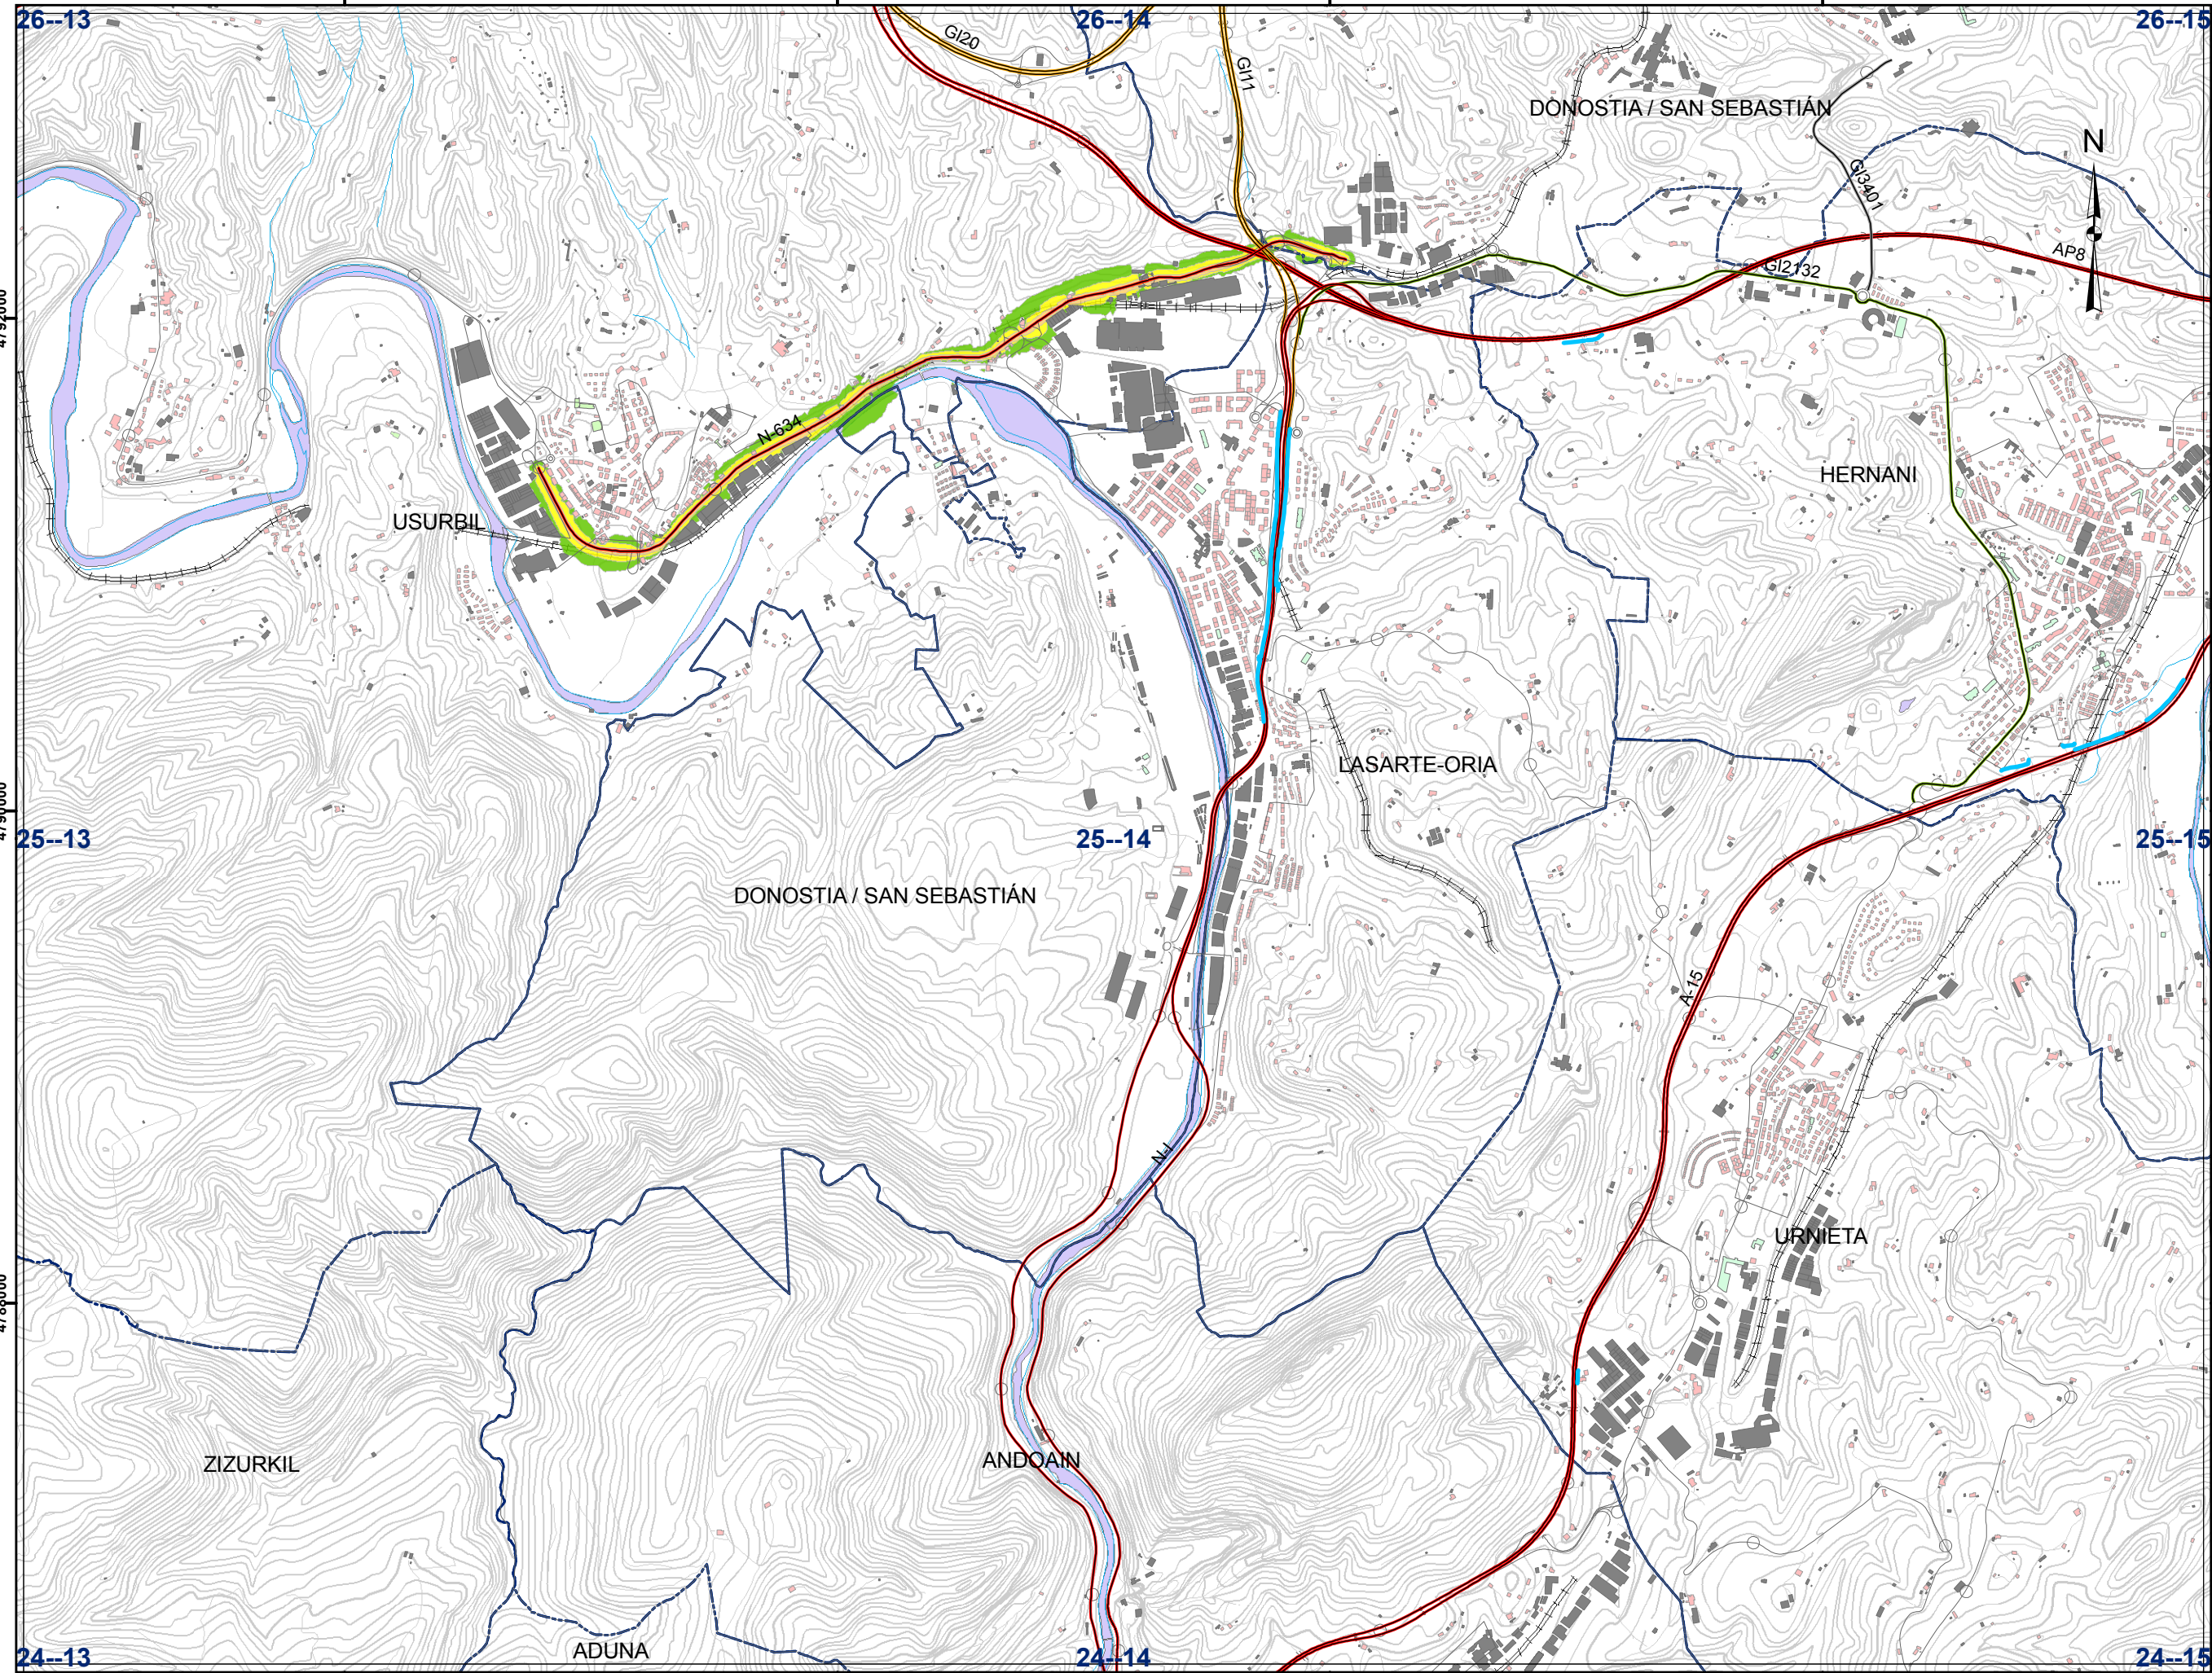 26--13
26--14
26--15
GI20
GI11
DONOSTIA / SAN SEBASTIÁN
N
GI3401
AP8
GI2132
N-634
HERNANI
USURBIL
LASARTE-ORIA
25--13
25--14
25--15
DONOSTIA / SAN SEBASTIÁN
A-15
N-I
URNIETA
ZIZURKIL
ANDOAIN
ADUNA
24--13
24--14
24--15